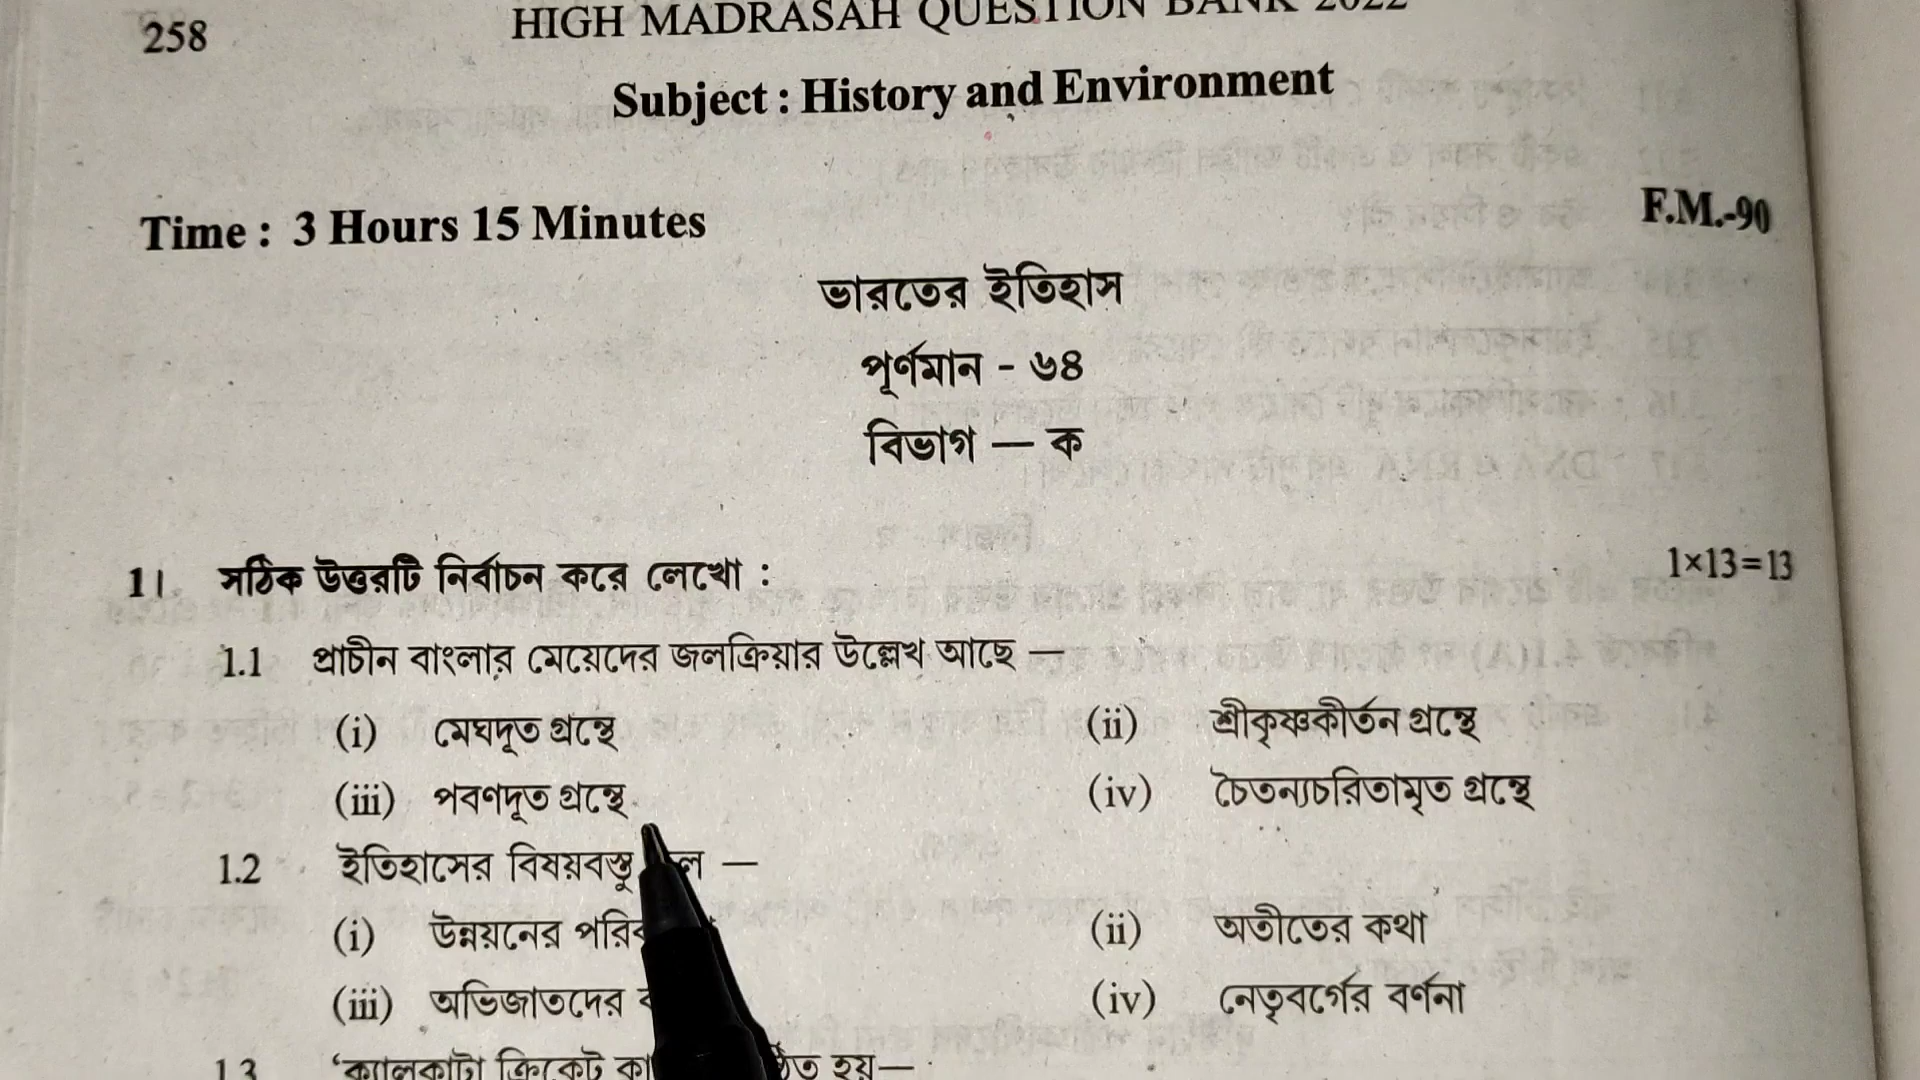 258 HIGH MADRASAH QUESTION BANK 2022
Subject : History and Environment
Time : 3 Hours 15 Minutes F.M.-90
ভারতের ইতিহাস
পূর্ণমান - ৬৪
বিভাগ — ক
1। সঠিক উত্তরটি নির্বাচন করে লেখো : 1×13=13
1.1 প্রাচীন বাংলার মেয়েদের জলক্রিয়ার উল্লেখ আছে —
(i) মেঘদূত গ্রন্থে (ii) শ্রীকৃষ্ণকীর্তন গ্রন্থে
(iii) পবণদূত গ্রন্থে (iv) চৈতন্যচরিতামৃত গ্রন্থে
1.2 ইতিহাসের বিষয়বস্তু —
(i) উন্নয়নের (ii) অতীতের কথা
(iii) অভিজাতদের (iv) নেতৃবর্গের বর্ণনা
1.3 'ক্যালকাটা ক্রিকেট হয়—